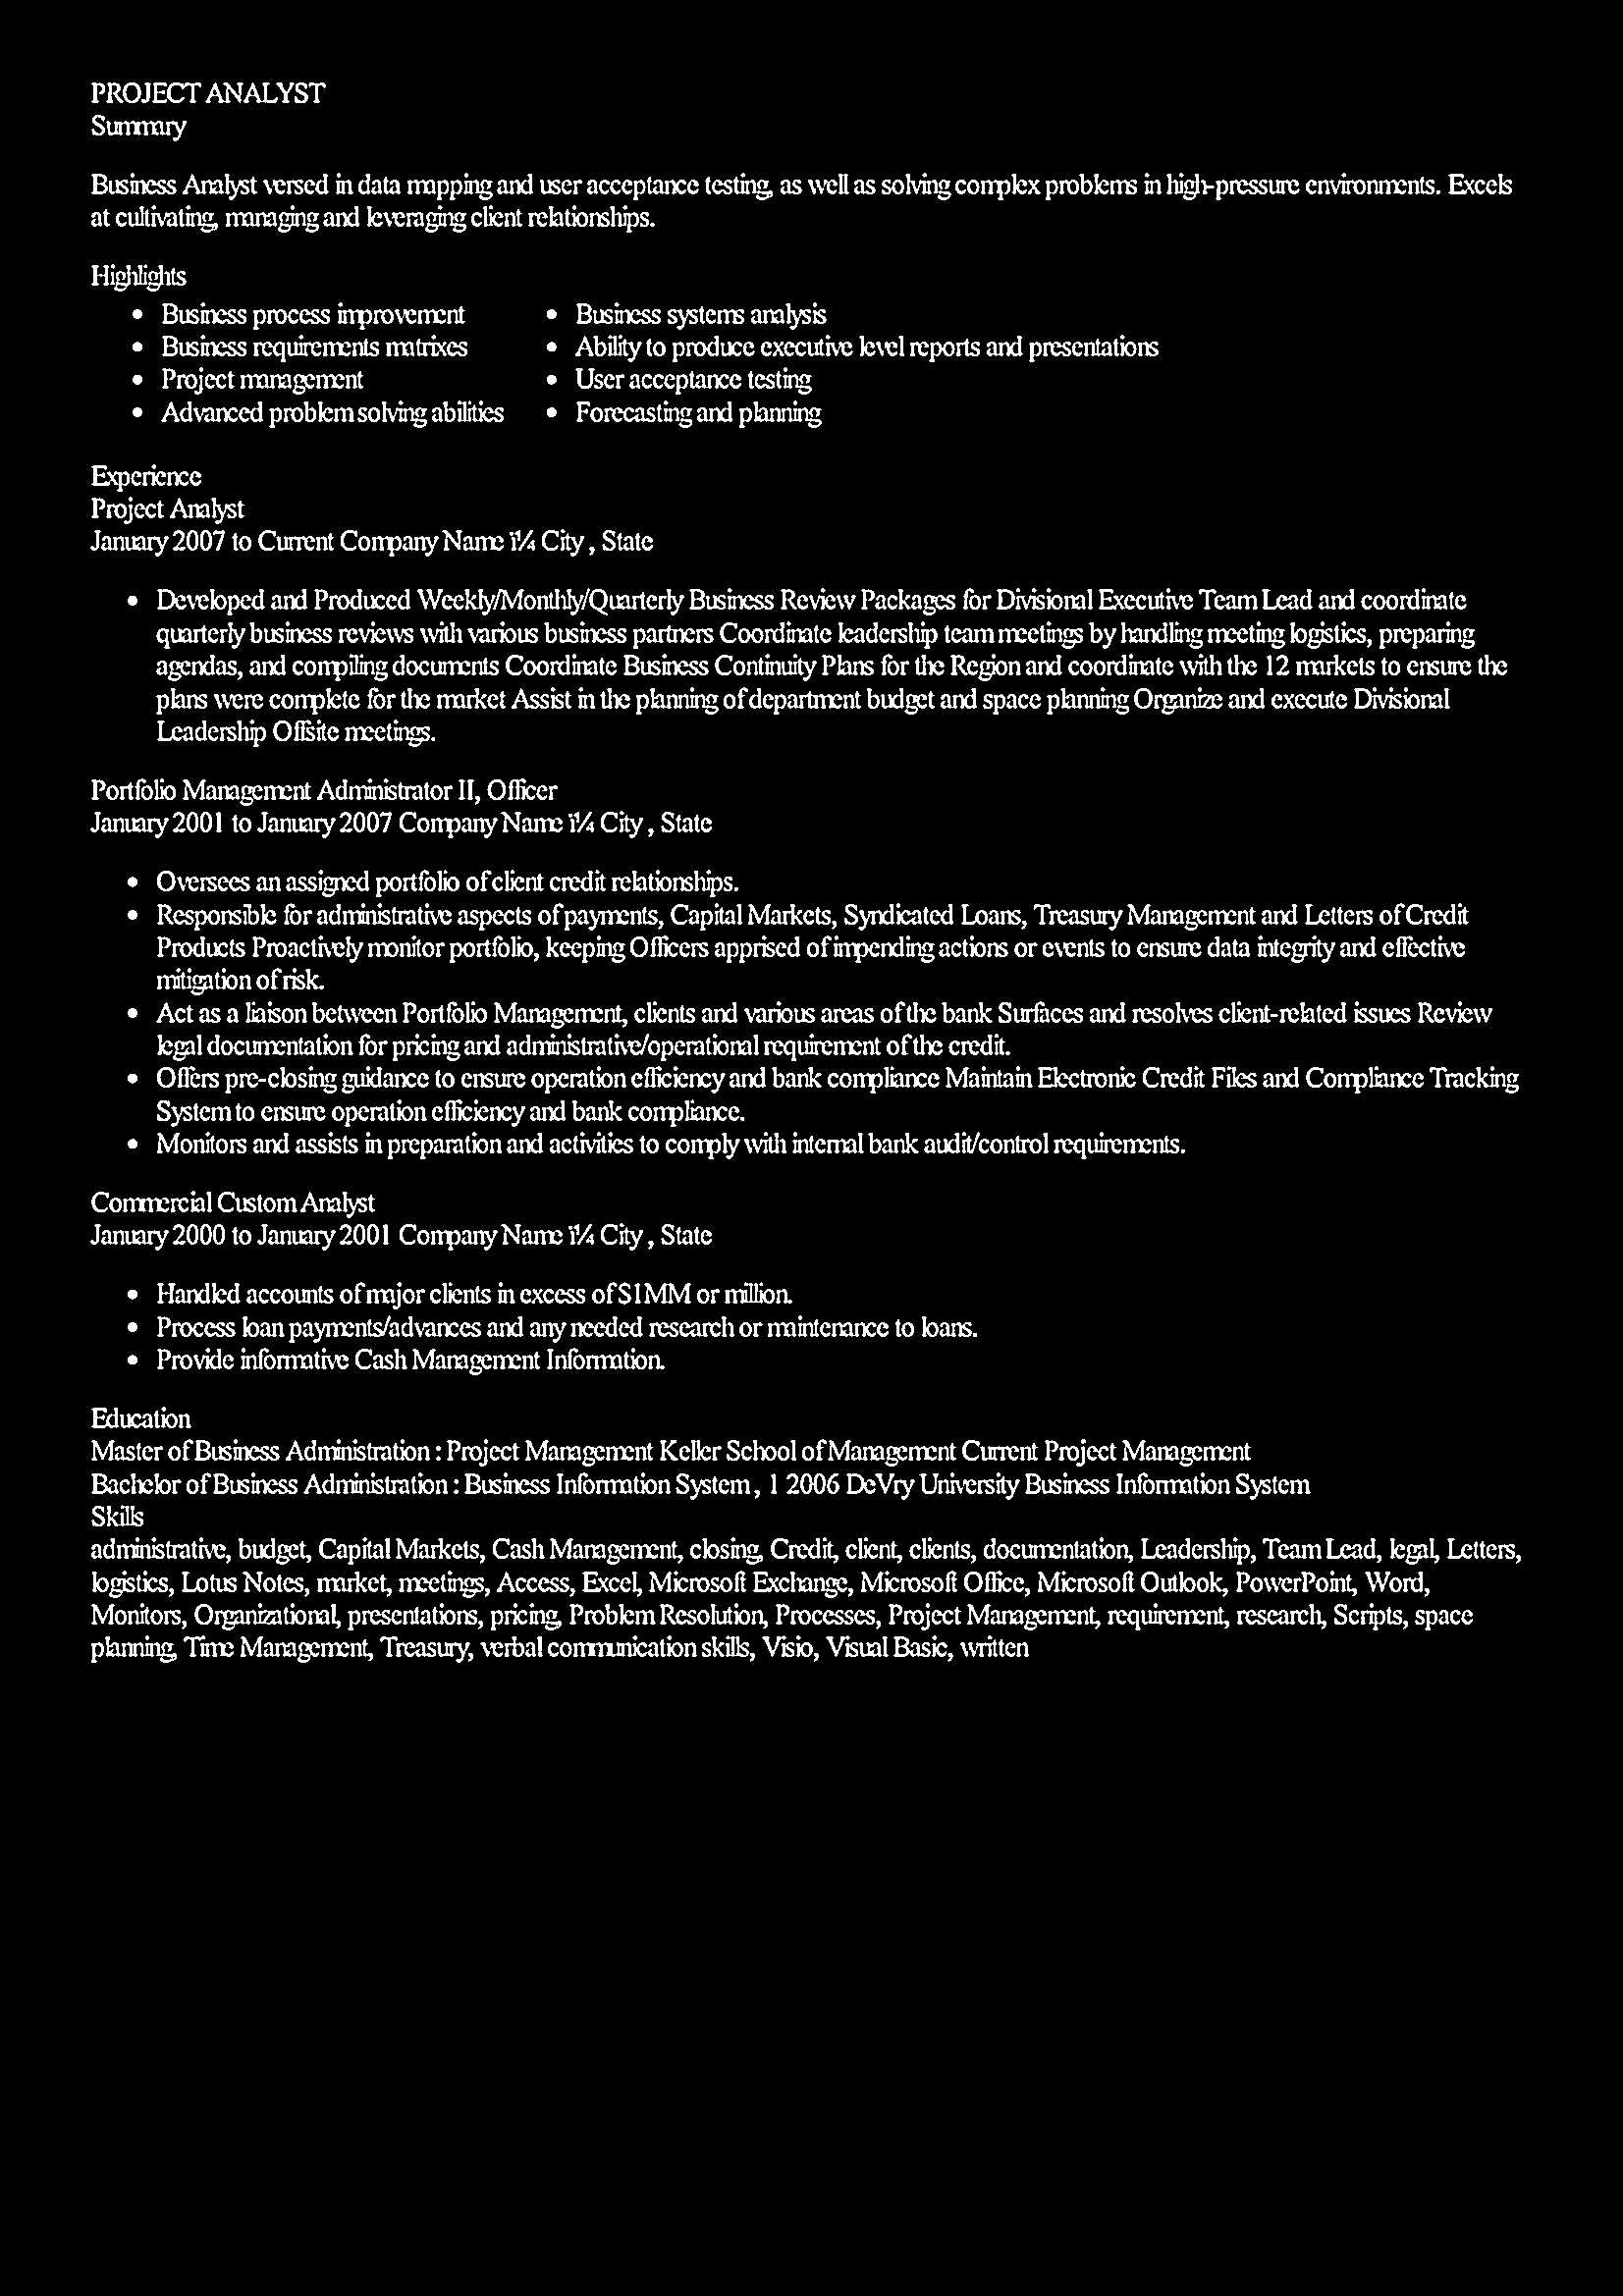 PROJECT ANALYST
Summary
Business Analyst versed in data mapping and user acceptance testing, as well as solving complex problems in high-pressure environments. Excels
at cultivating, managing and leveraging client relationships.
Highlights
• Business process improvement
• Business requirements matrixes
• Project management
• Advanced problem solving abilities
• Business systems analysis
• Ability to produce executive level reports and presentations
• User acceptance testing
• Forecasting and planning
Experience
Project Analyst
January 2007 to Current Company Name ï¼ City , State
• Developed and Produced Weekly/Monthly/Quarterly Business Review Packages for Divisional Executive Team Lead and coordinate
quarterly business reviews with various business partners Coordinate leadership team meetings by handling meeting logistics, preparing
agendas, and compiling documents Coordinate Business Continuity Plans for the Region and coordinate with the 12 markets to ensure the
plans were complete for the market Assist in the planning of department budget and space planning Organize and execute Divisional
Leadership Offsite meetings.
Portfolio Management Administrator II, Officer
January 2001 to January 2007 Company Name ï¼ City , State
• Oversees an assigned portfolio of client credit relationships.
• Responsible for administrative aspects of payments, Capital Markets, Syndicated Loans, Treasury Management and Letters of Credit
Products Proactively monitor portfolio, keeping Officers apprised of impending actions or events to ensure data integrity and effective
mitigation of risk.
• Act as a liaison between Portfolio Management, clients and various areas of the bank Surfaces and resolves client-related issues Review
legal documentation for pricing and administrative/operational requirement of the credit.
• Offers pre-closing guidance to ensure operation efficiency and bank compliance Maintain Electronic Credit Files and Compliance Tracking
System to ensure operation efficiency and bank compliance.
• Monitors and assists in preparation and activities to comply with internal bank audit/control requirements.
Commercial Custom Analyst
January 2000 to January 2001 Company Name ï¼ City , State
• Handled accounts of major clients in excess of $1MM or million.
• Process loan payments/advances and any needed research or maintenance to loans.
• Provide informative Cash Management Information.
Education
Master of Business Administration : Project Management Keller School of Management Current Project Management
Bachelor of Business Administration : Business Information System , 1 2006 DeVry University Business Information System
Skills
administrative, budget, Capital Markets, Cash Management, closing, Credit, client, clients, documentation, Leadership, Team Lead, legal, Letters,
logistics, Lotus Notes, market, meetings, Access, Excel, Microsoft Exchange, Microsoft Office, Microsoft Outlook, PowerPoint, Word,
Monitors, Organizational, presentations, pricing, Problem Resolution, Processes, Project Management, requirement, research, Scripts, space
planning, Time Management, Treasury, verbal communication skills, Visio, Visual Basic, written